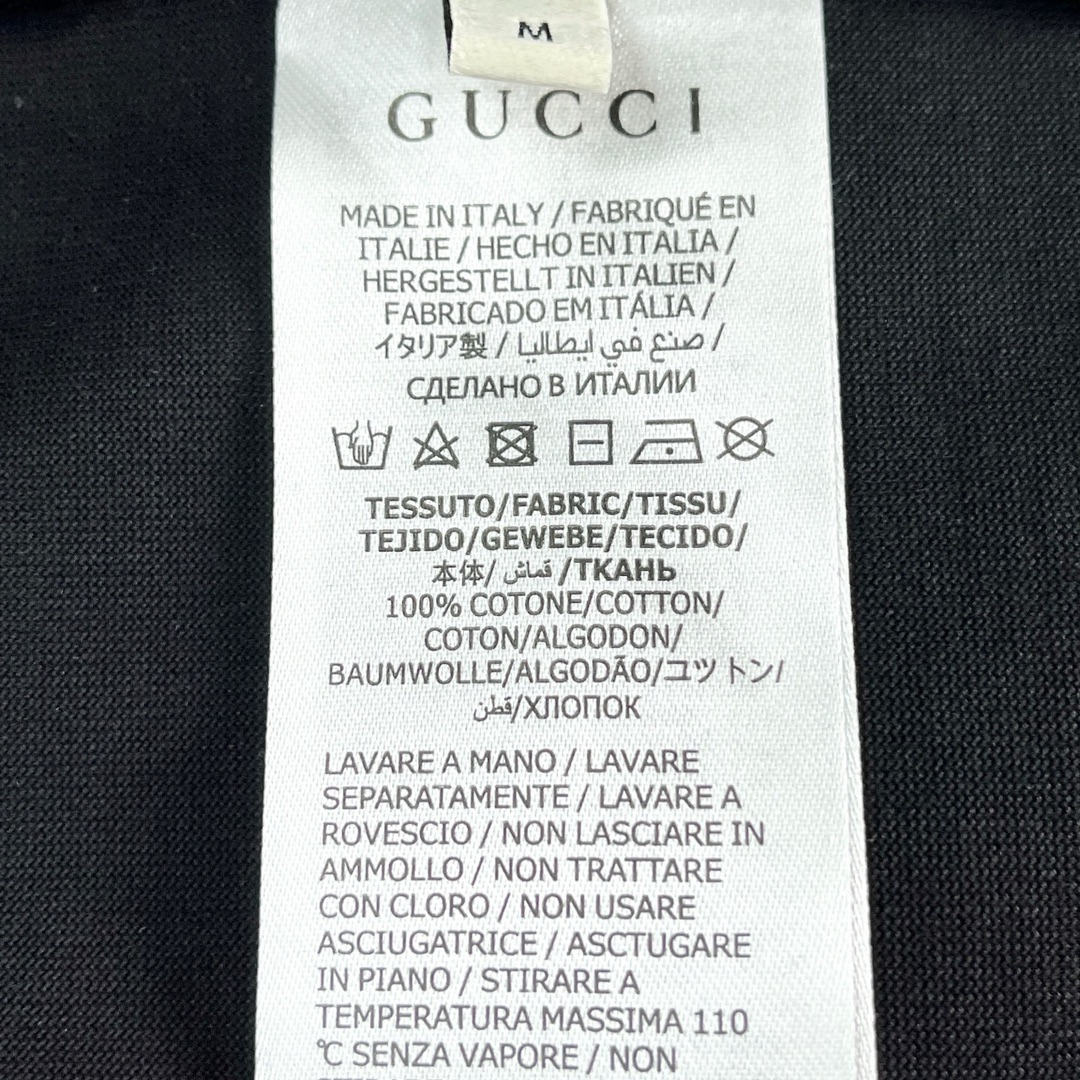 M
GUCCI
MADE IN ITALY / FABRIQUÉ EN
ITALIE / HECHO EN ITALIA /
HERGESTELLT IN ITALIEN /
FABRICADO EM ITÁLIA /
イタリア製 / صنع في ايطاليا /
СДЕЛАНО В ИТАЛИИ
TESSUTO/FABRIC/TISSU/
TEJIDO/GEWEBE/TECIDO/
本体/ قماش /ТКАНЬ
100% COTONE/COTTON/
COTON/ALGODON/
BAUMWOLLE/ALGODÃO/コットン/
قطن/ХЛОПОК
LAVARE A MANO / LAVARE
SEPARATAMENTE / LAVARE A
ROVESCIO / NON LASCIARE IN
AMMOLLO / NON TRATTARE
CON CLORO / NON USARE
ASCIUGATRICE / ASCTUGARE
IN PIANO / STIRARE A
TEMPERATURA MASSIMA 110
℃ SENZA VAPORE / NON